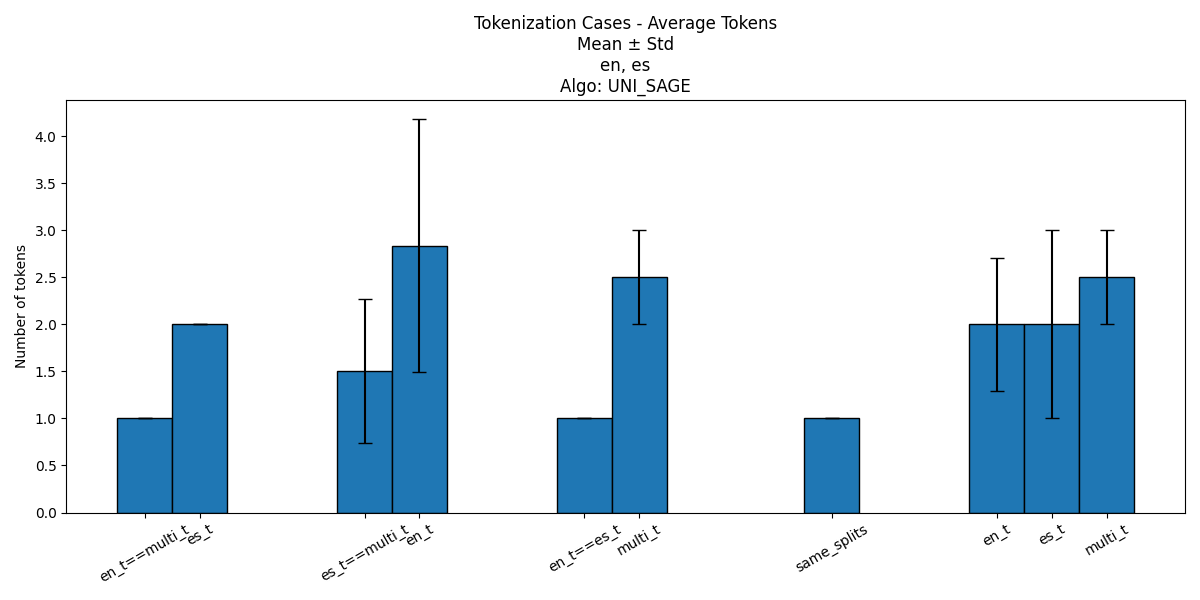 Tokenization Cases - Average Tokens
Mean ± Std
en, es
Algo: UNI_SAGE
Number of tokens
4.0
3.5
3.0
2.5
2.0
1.5
1.0
0.5
0.0
en_t==multi_t
es_t
es_t==multi_t
en_t
en_t==es_t
multi_t
same_splits
en_t
es_t
multi_t